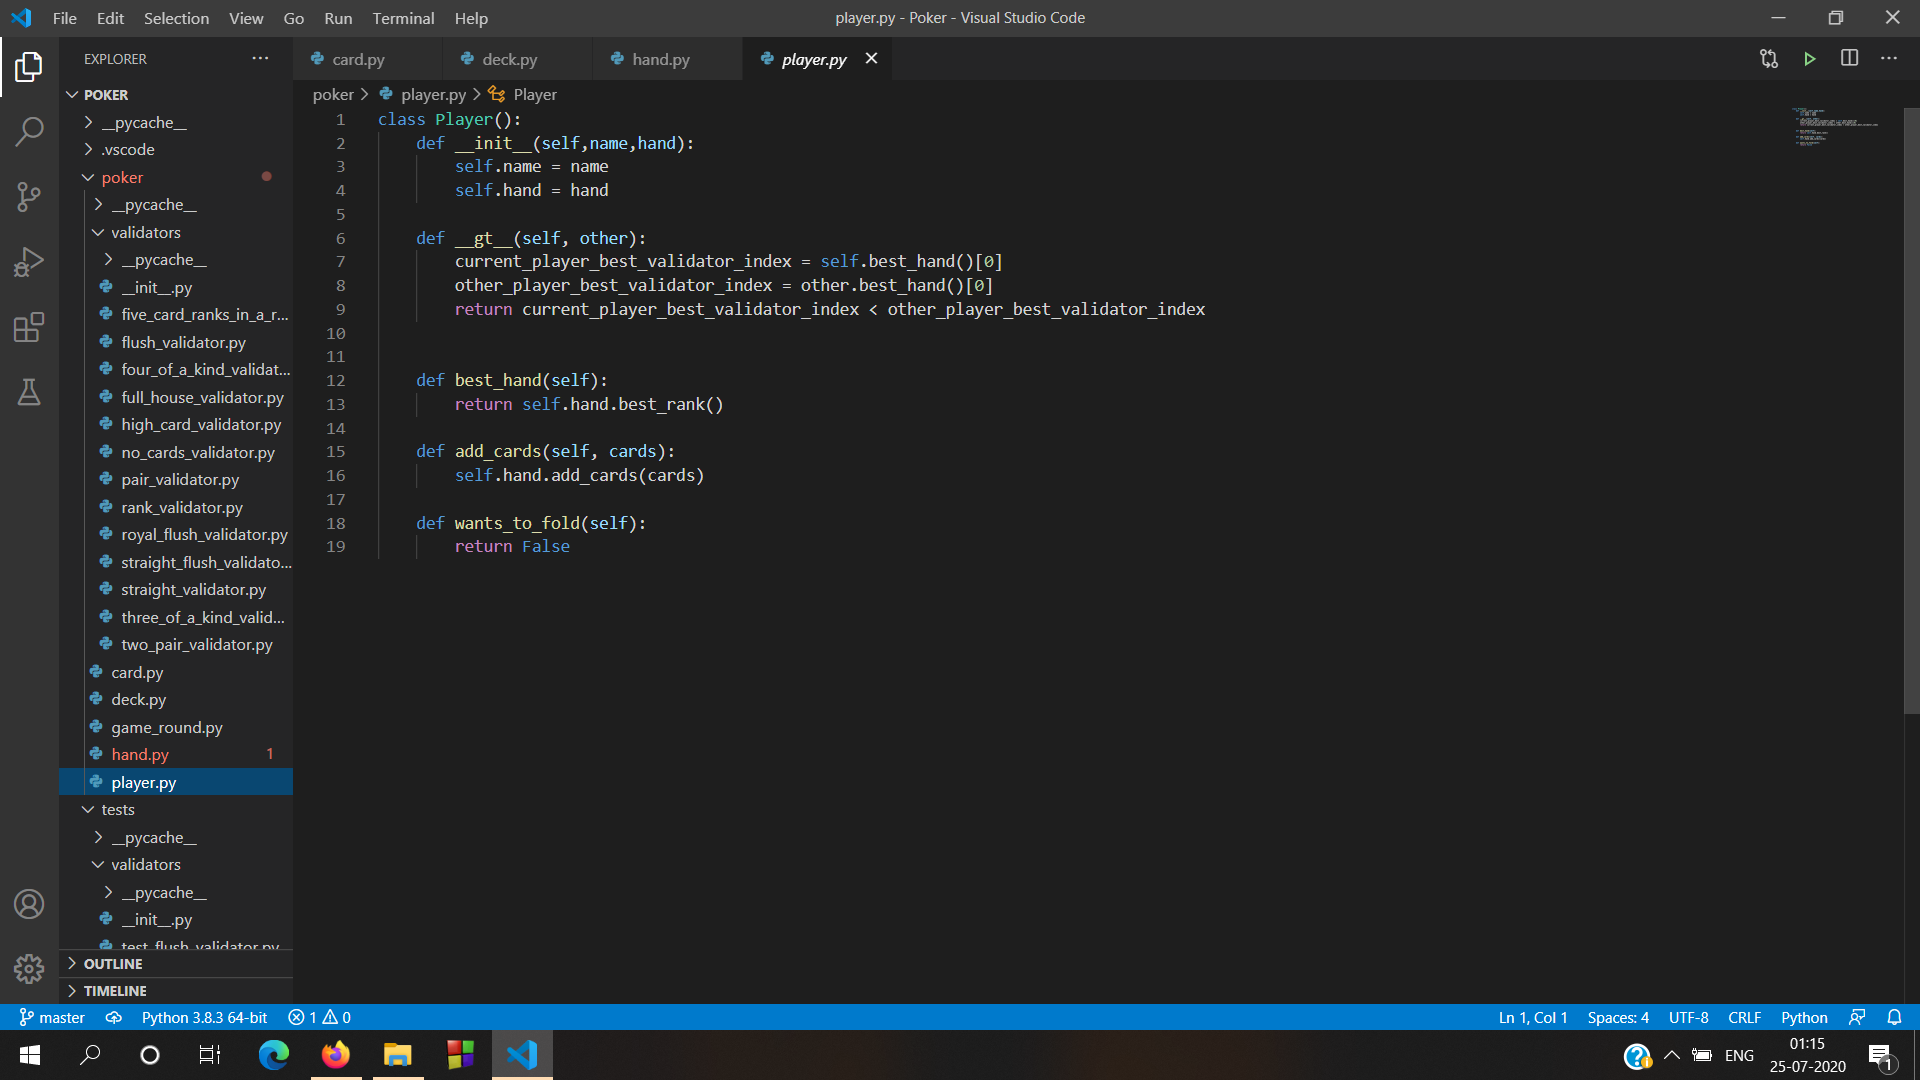 File Edit Selection View Go Run Terminal Help
player.py - Poker - Visual Studio Code
EXPLORER
card.py
deck.py
hand.py
player.py
poker > player.py > Player
POKER
__pycache__
.vscode
poker
__pycache__
validators
__pycache__
__init__.py
five_card_ranks_in_a_r...
flush_validator.py
four_of_a_kind_validat...
full_house_validator.py
high_card_validator.py
no_cards_validator.py
pair_validator.py
rank_validator.py
royal_flush_validator.py
straight_flush_validato...
straight_validator.py
three_of_a_kind_valid...
two_pair_validator.py
card.py
deck.py
game_round.py
hand.py 1
player.py
tests
__pycache__
validators
__pycache__
__init__.py
test_flush_validator.py
OUTLINE
TIMELINE
1 class Player():
2 def __init__(self,name,hand):
3 self.name = name
4 self.hand = hand
5
6 def __gt__(self, other):
7 current_player_best_validator_index = self.best_hand()[0]
8 other_player_best_validator_index = other.best_hand()[0]
9 return current_player_best_validator_index < other_player_best_validator_index
10
11
12 def best_hand(self):
13 return self.hand.best_rank()
14
15 def add_cards(self, cards):
16 self.hand.add_cards(cards)
17
18 def wants_to_fold(self):
19 return False
master Python 3.8.3 64-bit 1 0
Ln 1, Col 1 Spaces: 4 UTF-8 CRLF Python
ENG
01:15
25-07-2020
1